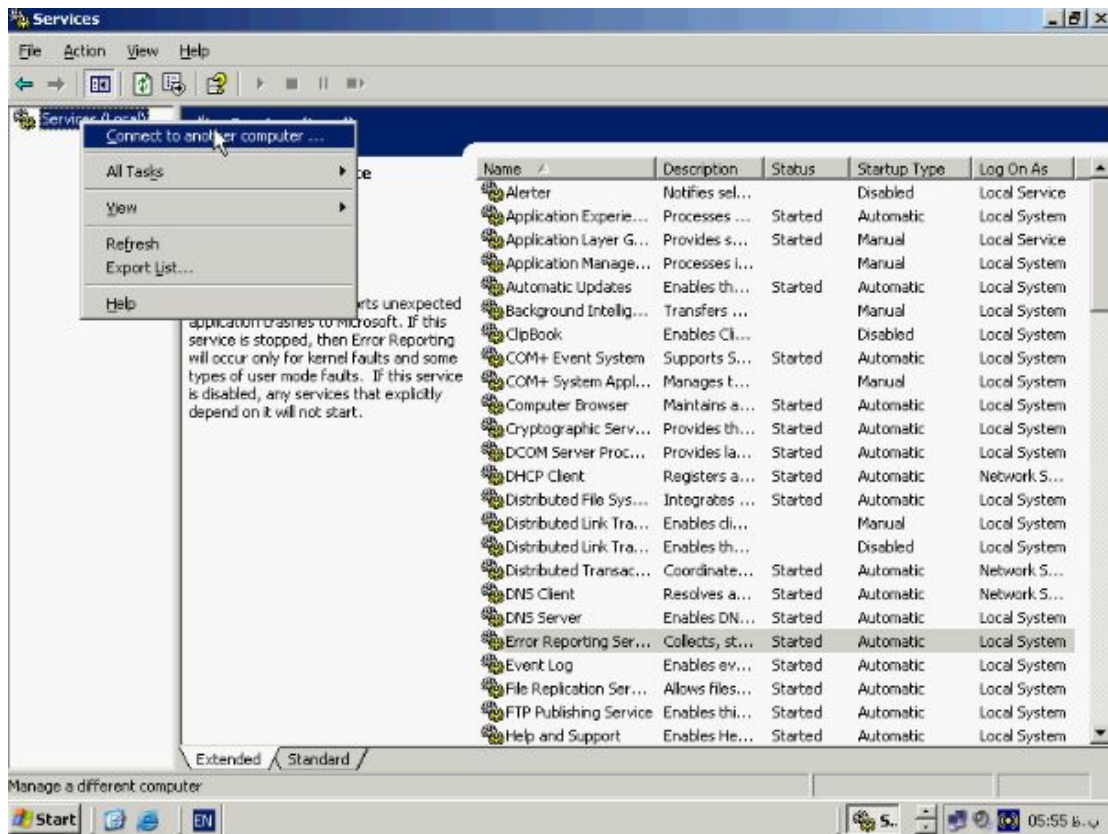 Services
File Action View Help
Services (Local)
Connect to another computer ...
All Tasks
View
Refresh
Export List...
Help
application crashes to Microsoft. If this
service is stopped, then Error Reporting
will occur only for kernel faults and some
types of user mode faults. If this service
is disabled, any services that explicitly
depend on it will not start.
Name Description Status Startup Type Log On As
Alerter Notifies sel... Disabled Local Service
Application Experie... Processes ... Started Automatic Local System
Application Layer G... Provides s... Started Manual Local Service
Application Manage... Processes i... Manual Local System
Automatic Updates Enables th... Started Automatic Local System
Background Intellig... Transfers ... Manual Local System
ClipBook Enables Cli... Disabled Local System
COM+ Event System Supports S... Started Automatic Local System
COM+ System Appl... Manages t... Manual Local System
Computer Browser Maintains a... Started Automatic Local System
Cryptographic Serv... Provides th... Started Automatic Local System
DCOM Server Proc... Provides la... Started Automatic Local System
DHCP Client Registers a... Started Automatic Network S...
Distributed File Sys... Integrates ... Started Automatic Local System
Distributed Link Tra... Enables cli... Manual Local System
Distributed Link Tra... Enables th... Disabled Local System
Distributed Transac... Coordinate... Started Automatic Network S...
DNS Client Resolves a... Started Automatic Network S...
DNS Server Enables DN... Started Automatic Local System
Error Reporting Ser... Collects, st... Started Automatic Local System
Event Log Enables ev... Started Automatic Local System
File Replication Ser... Allows files... Started Automatic Local System
FTP Publishing Service Enables thi... Started Automatic Local System
Help and Support Enables He... Started Automatic Local System
Extended Standard
Manage a different computer
Start EN S.. 05:55 ب.ظ